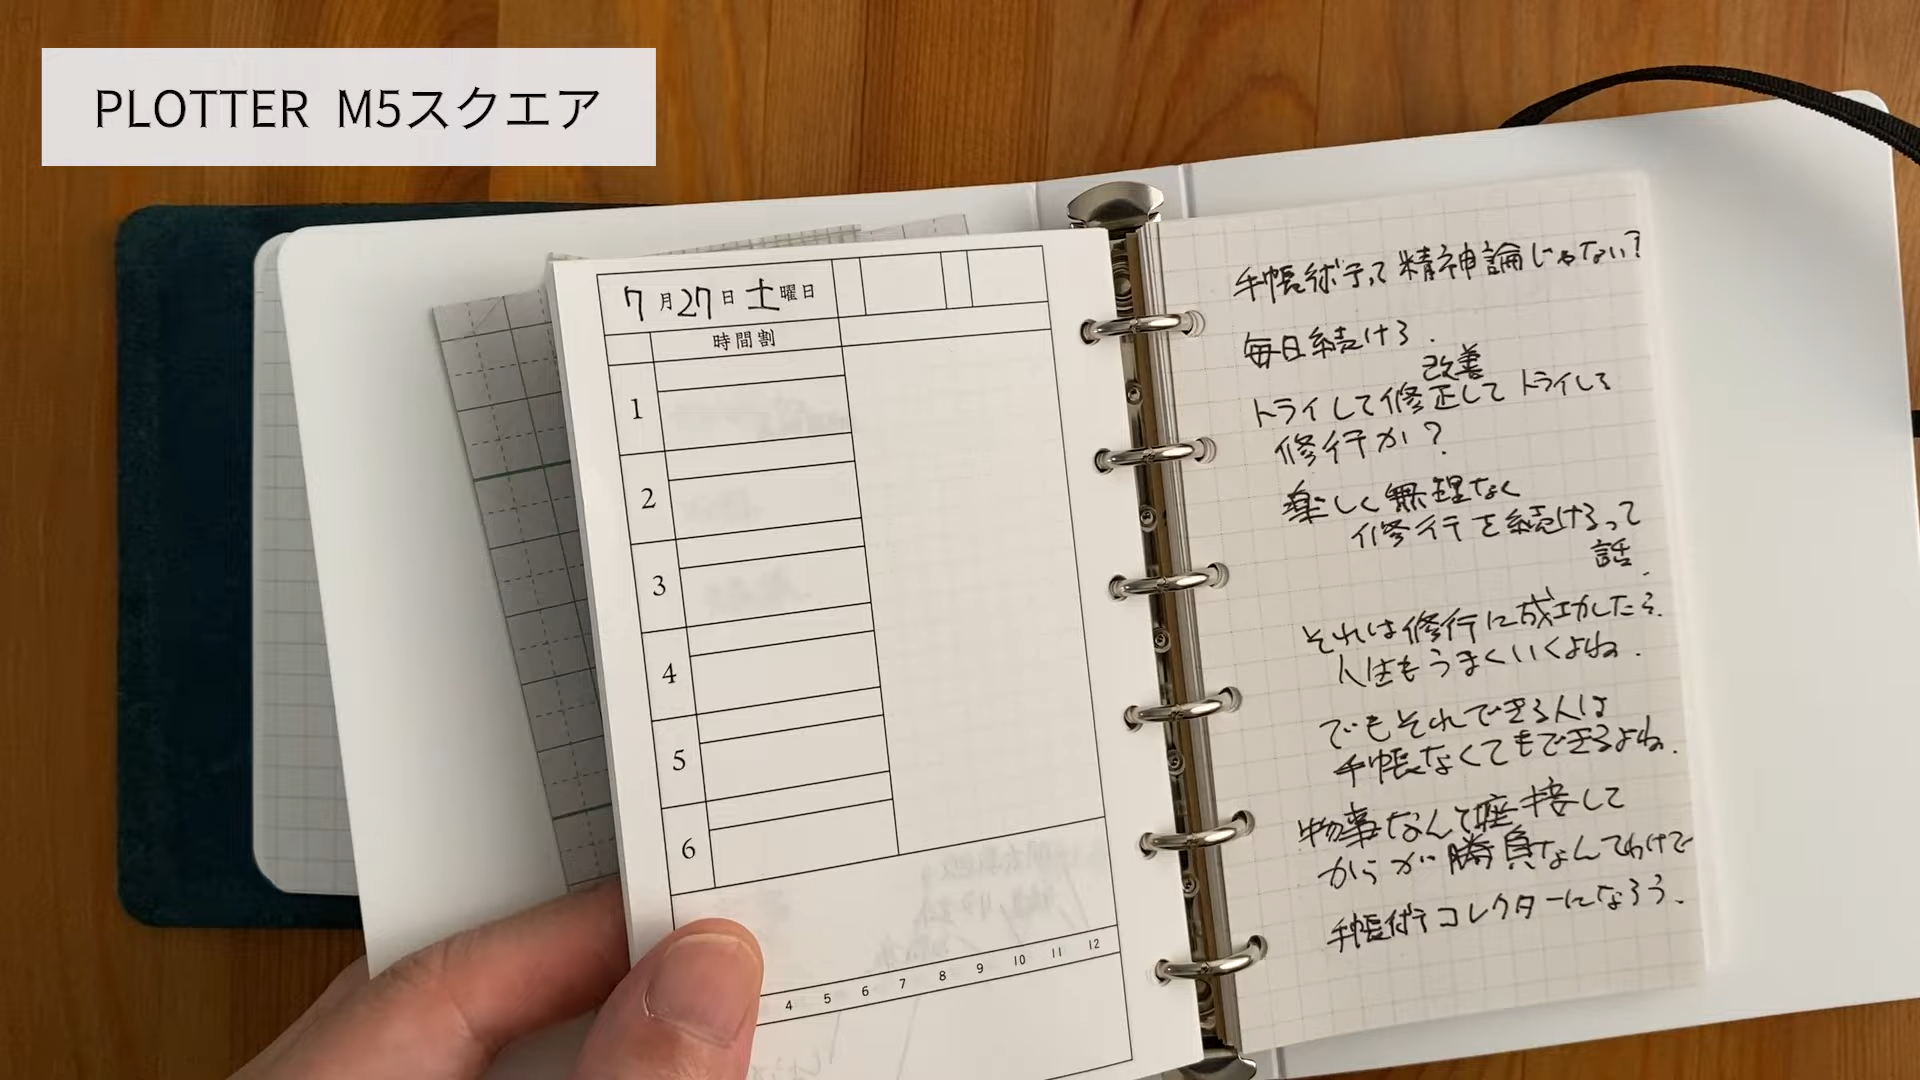 PLOTTER M5スクエア
7月27日土曜日
時間割
1
2
3
4
5
6
4 5 6 7 8 9 10 11 12
手帳術って精神論じゃない?
毎日続けろ.
改善
トライして修正してトライして
修行か?
楽しく無理なく
修行を続けるって
話.
それは修行に成功したら.
人生もうまくいくよね.
でもそれできる人は
手帳なくてもできるよね.
物事なんて
からが勝負なんてわけで
手帳術コレクターになろう.